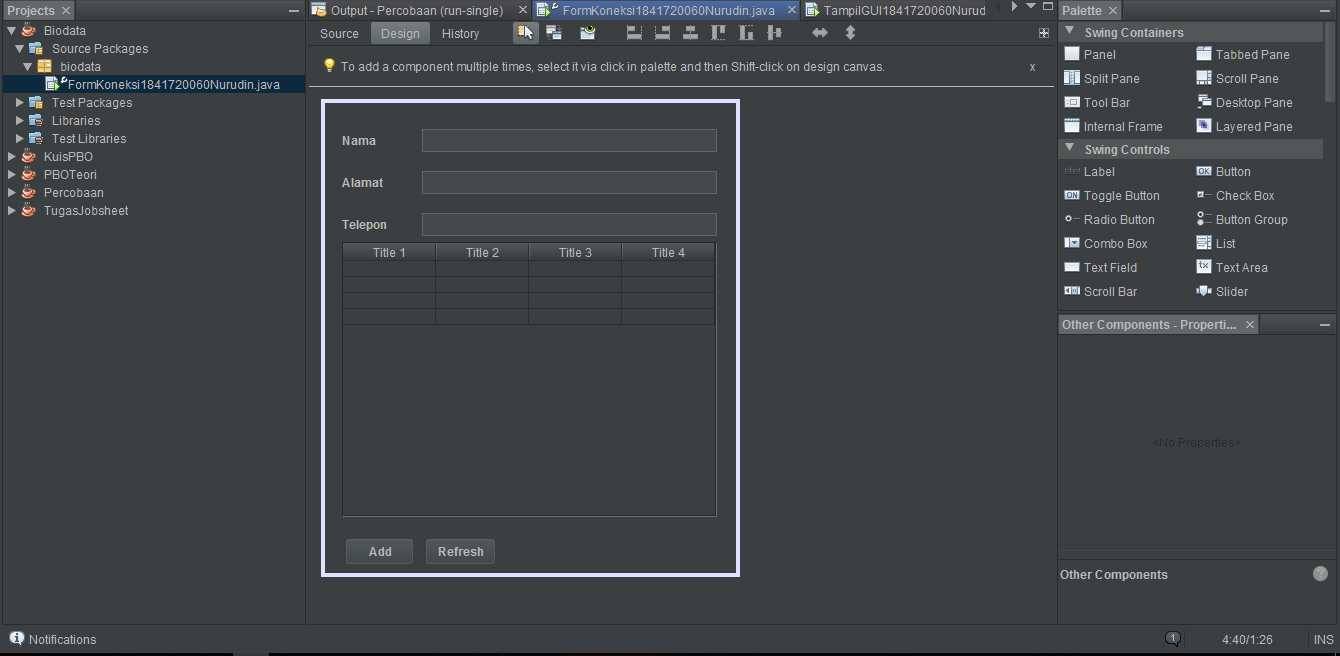 Projects
Biodata
Source Packages
biodata
FormKoneksi1841720060Nurudin.java
Test Packages
Libraries
Test Libraries
KuisPBO
PBOTeori
Percobaan
TugasJobsheet
Output - Percobaan (run-single)
FormKoneksi1841720060Nurudin.java
TampilGUI1841720060Nurud
Source Design History
To add a component multiple times, select it via click in palette and then Shift-click on design canvas. x
Nama
Alamat
Telepon
Title 1 Title 2 Title 3 Title 4
Add Refresh
Palette
Swing Containers
Panel Tabbed Pane
Split Pane Scroll Pane
Tool Bar Desktop Pane
Internal Frame Layered Pane
Swing Controls
label Label OK Button
ON Toggle Button Check Box
Radio Button Button Group
Combo Box List
Text Field tx Text Area
Scroll Bar Slider
Other Components - Properti...
<No Properties>
Other Components ?
Notifications 1 4:40/1:26 INS